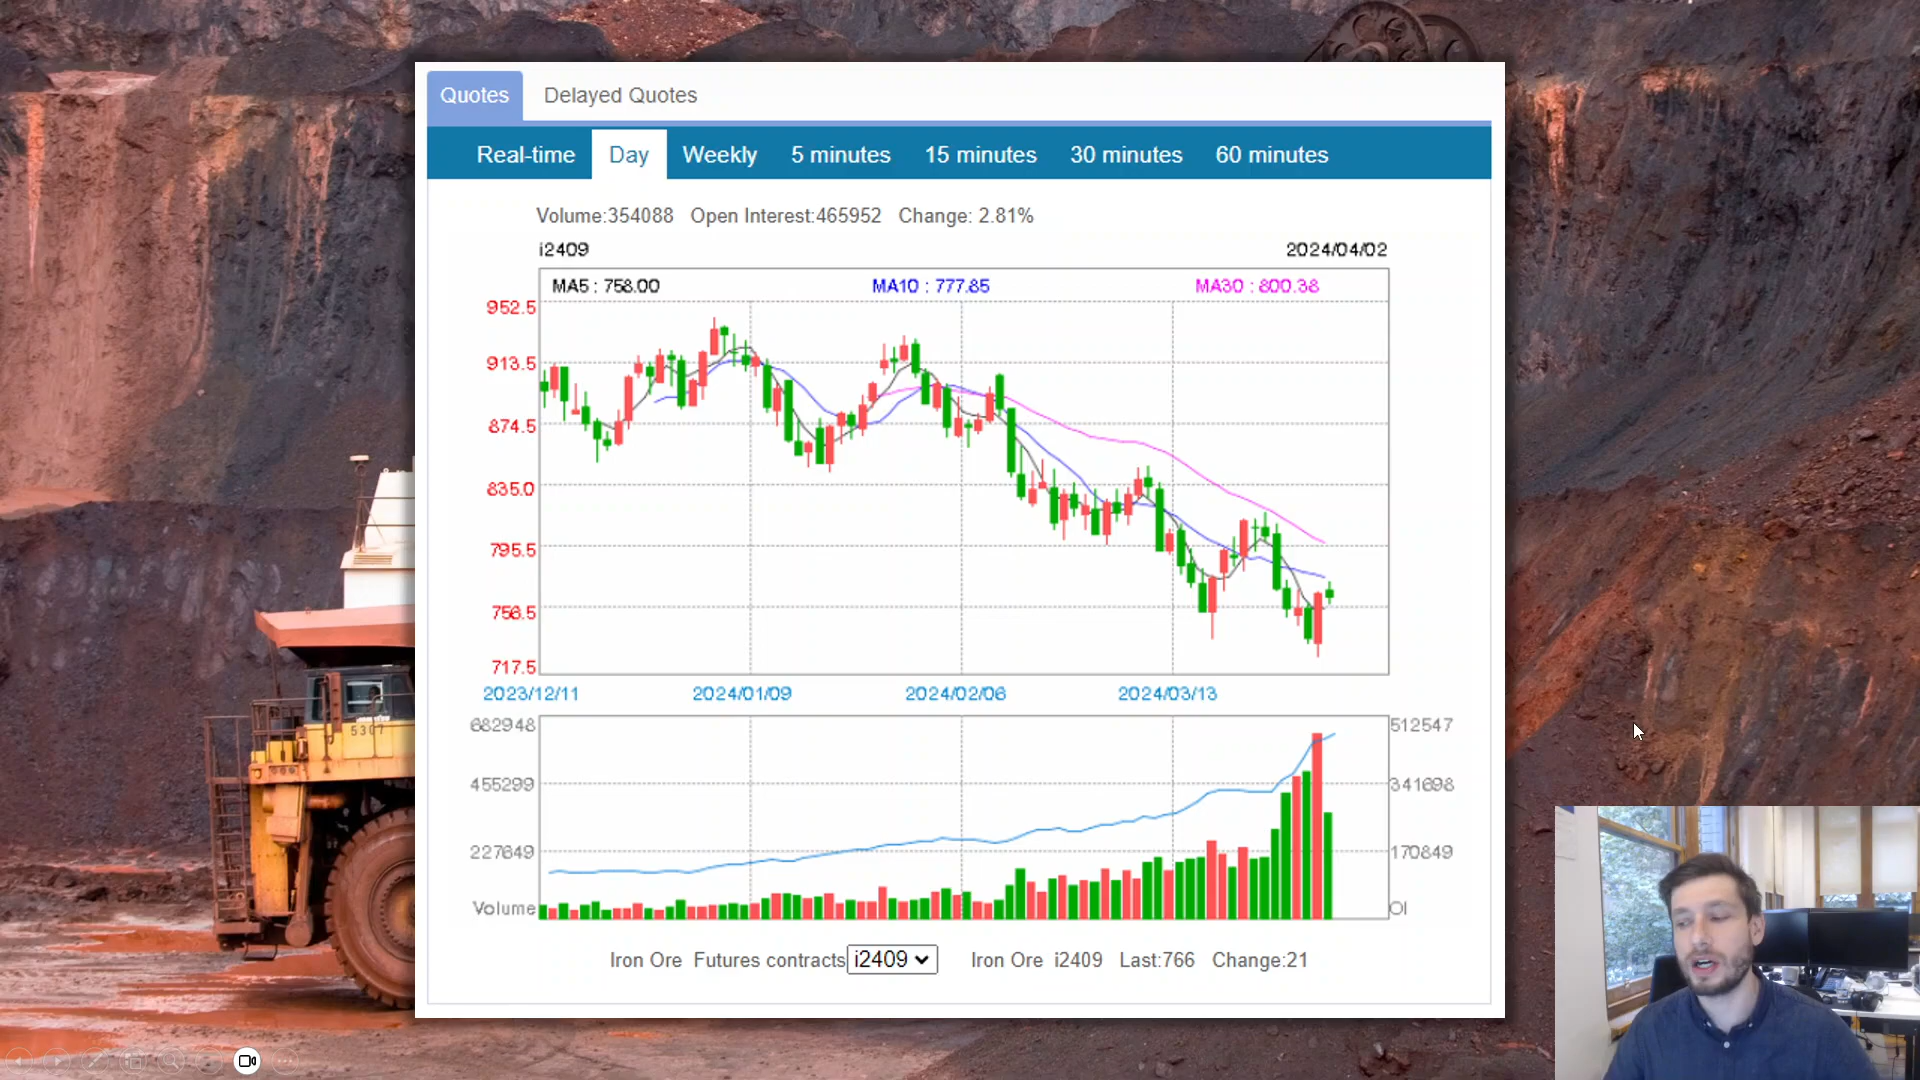 Quotes Delayed Quotes
Real-time Day Weekly 5 minutes 15 minutes 30 minutes 60 minutes
Volume:354088 Open Interest:465952 Change: 2.81%
i2409 2024/04/02
MA5 : 758.00 MA10 : 777.85 MA30 : 800.38
952.5
913.5
874.5
835.0
795.5
756.5
717.5
2023/12/11 2024/01/09 2024/02/06 2024/03/13
682948 512547
455299 341698
227649 170849
Volume OI
Iron Ore Futures contracts i2409 Iron Ore i2409 Last:766 Change:21
5307